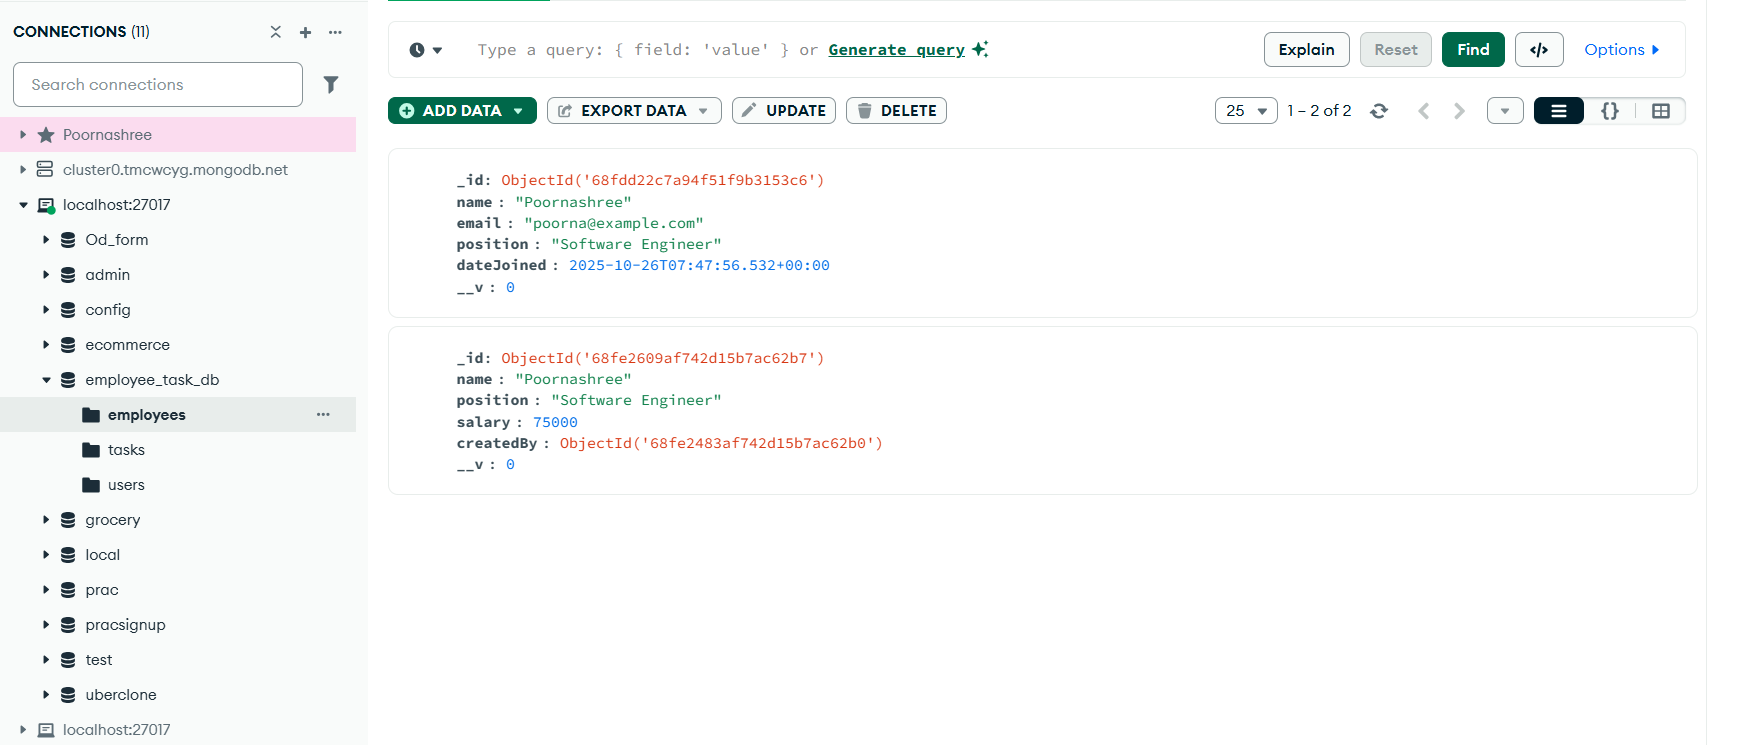 CONNECTIONS (11)
Search connections
Poornashree
cluster0.tmcwcyg.mongodb.net
localhost:27017
Od_form
admin
config
ecommerce
employee_task_db
employees
tasks
users
grocery
local
prac
pracsignup
test
uberclone
localhost:27017
Type a query: { field: 'value' } or Generate query
Explain
Reset
Find
</>
Options
ADD DATA
EXPORT DATA
UPDATE
DELETE
25
1 – 2 of 2
{}
_id: ObjectId('68fdd22c7a94f51f9b3153c6')
name : "Poornashree"
email : "poorna@example.com"
position : "Software Engineer"
dateJoined : 2025-10-26T07:47:56.532+00:00
__v : 0
_id: ObjectId('68fe2609af742d15b7ac62b7')
name : "Poornashree"
position : "Software Engineer"
salary : 75000
createdBy : ObjectId('68fe2483af742d15b7ac62b0')
__v : 0